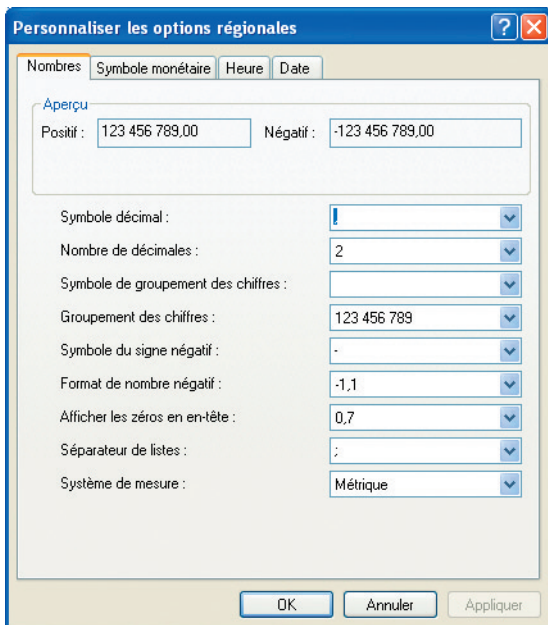 Personnaliser les options régionales
Nombres Symbole monétaire Heure Date
Aperçu
Positif : 123 456 789,00 Négatif : -123 456 789,00
Symbole décimal : ,
Nombre de décimales : 2
Symbole de groupement des chiffres :
Groupement des chiffres : 123 456 789
Symbole du signe négatif : -
Format de nombre négatif : -1,1
Afficher les zéros en en-tête : 0,7
Séparateur de listes : ;
Système de mesure : Métrique
OK Annuler Appliquer